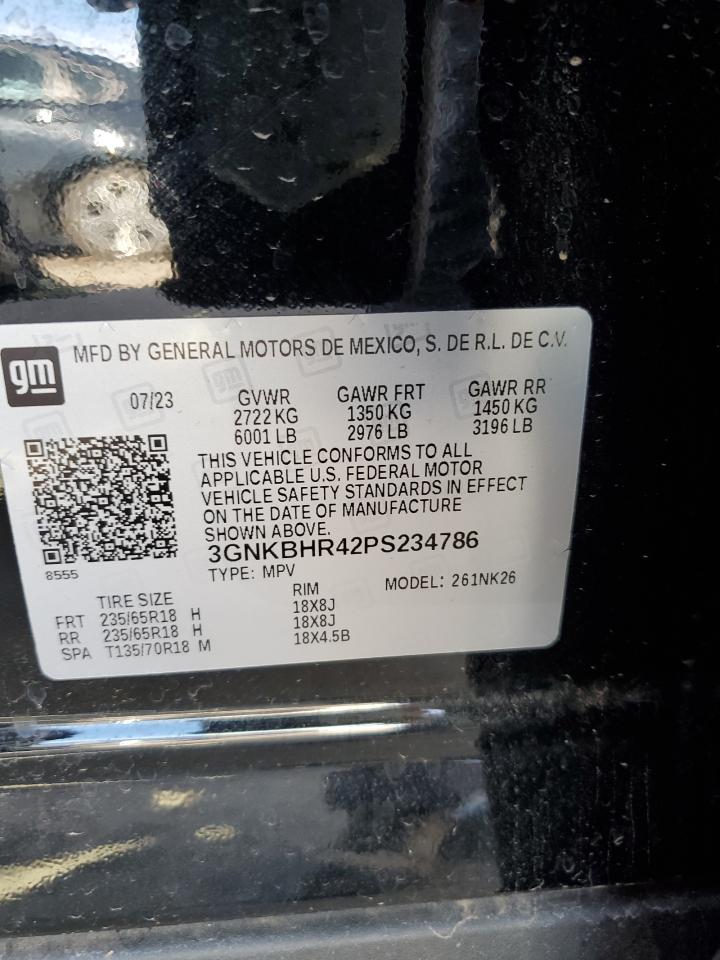 gm
MFD BY GENERAL MOTORS DE MEXICO, S. DE R.L. DE C.V.
07/23 GVWR GAWR FRT GAWR RR
2722 KG 1350 KG 1450 KG
6001 LB 2976 LB 3196 LB
THIS VEHICLE CONFORMS TO ALL
APPLICABLE U.S. FEDERAL MOTOR
VEHICLE SAFETY STANDARDS IN EFFECT
ON THE DATE OF MANUFACTURE
SHOWN ABOVE.
3GNKBHR42PS234786
8555
TYPE: MPV MODEL: 261NK26
TIRE SIZE RIM
FRT 235/65R18 H 18X8J
RR 235/65R18 H 18X8J
SPA T135/70R18 M 18X4.5B